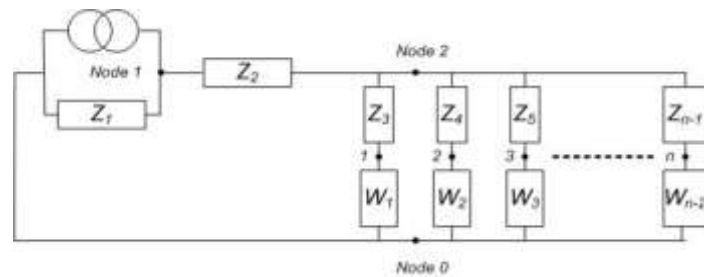 Node 2
Node 1
Z2
Z1
Z3
Z4
Z5
Zn-1
1
2
3
n
W1
W2
W3
Wn-2
Node 0